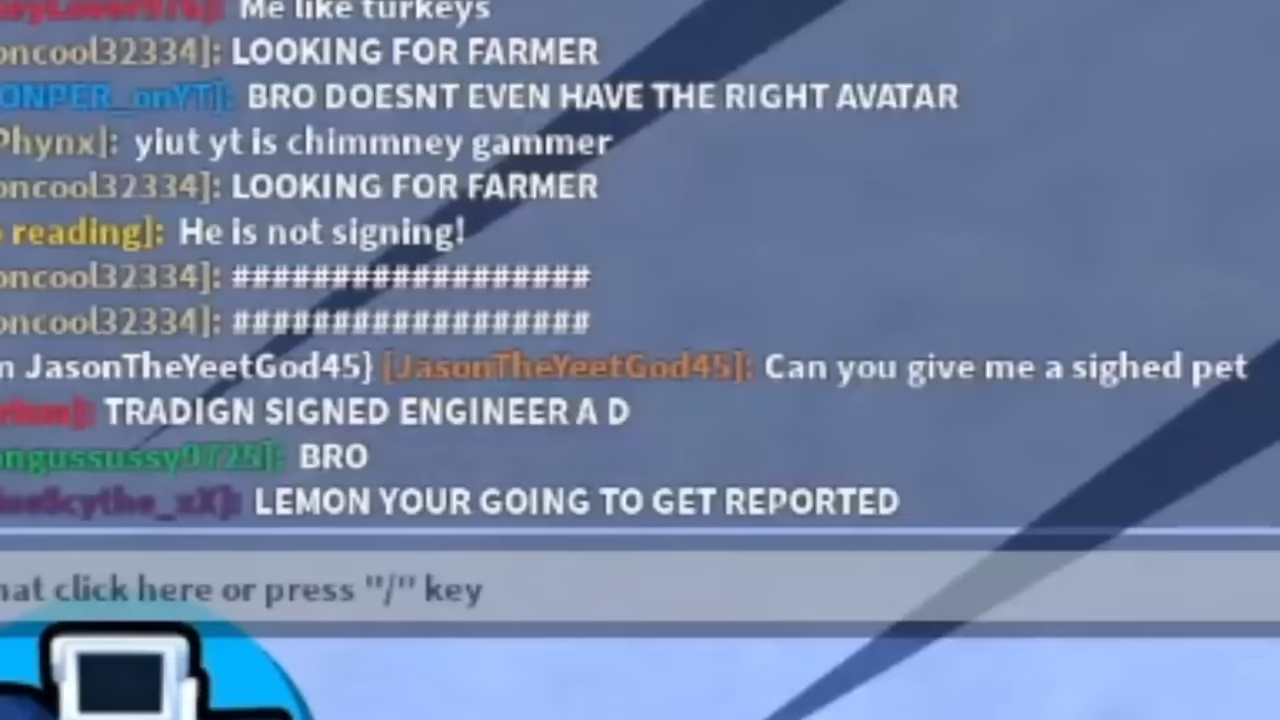 Me like turkeys
oncool32334]: LOOKING FOR FARMER
ONPER_onYT]: BRO DOESNT EVEN HAVE THE RIGHT AVATAR
Phynx]: yiut yt is chimmney gammer
oncool32334]: LOOKING FOR FARMER
reading]: He is not signing!
oncool32334]: ##################
oncool32334]: ##################
JasonTheYeetGod45} [JasonTheYeetGod45]: Can you give me a sighed pet
TRADIGN SIGNED ENGINEER A D
ongussussy9725]: BRO
LEMON YOUR GOING TO GET REPORTED
hat click here or press "/" key